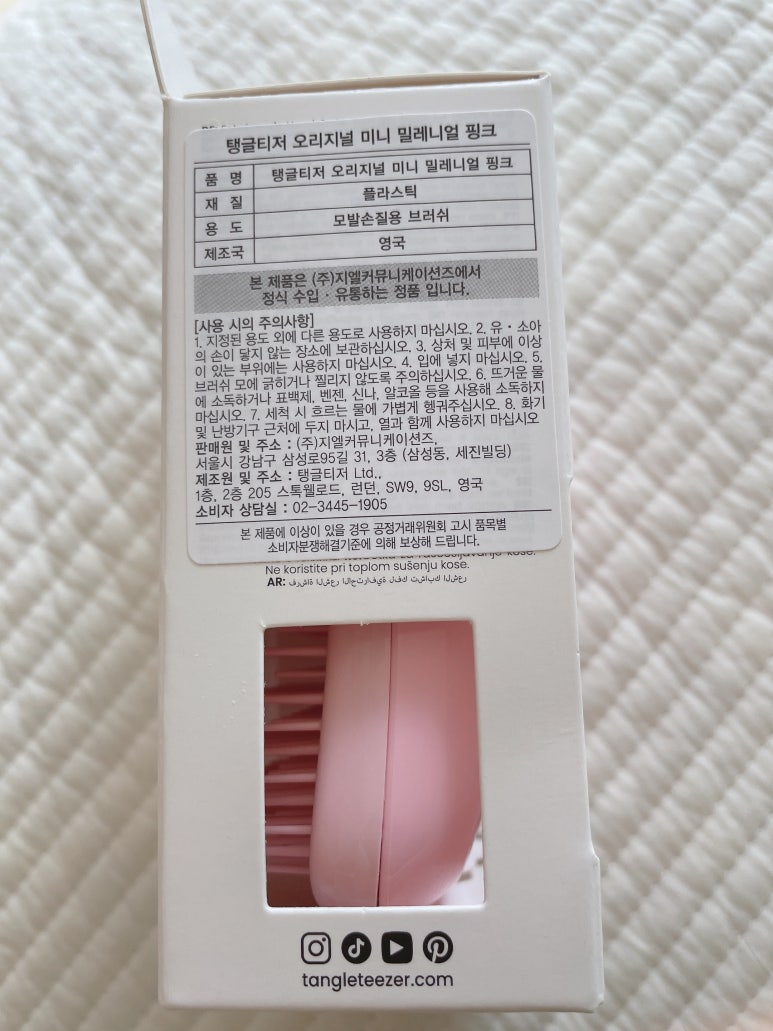 탱글티저 오리지널 미니 밀레니얼 핑크
품 명 탱글티저 오리지널 미니 밀레니얼 핑크
재 질 플라스틱
용 도 모발손질용 브러쉬
제조국 영국
본 제품은 (주)지엘커뮤니케이션즈에서
정식 수입 · 유통하는 정품 입니다.
[사용 시의 주의사항]
1. 지정된 용도 외에 다른 용도로 사용하지 마십시오. 2. 유 · 소아
의 손이 닿지 않는 장소에 보관하십시오. 3. 상처 및 피부에 이상
이 있는 부위에는 사용하지 마십시오. 4. 입에 넣지 마십시오. 5.
브러쉬 모에 긁히거나 찔리지 않도록 주의하십시오. 6. 뜨거운 물
에 소독하거나 표백제, 벤젠, 신나, 알코올 등을 사용해 소독하지
마십시오. 7. 세척 시 흐르는 물에 가볍게 헹궈주십시오. 8. 화기
및 난방기구 근처에 두지 마시고, 열과 함께 사용하지 마십시오
판매원 및 주소 : (주)지엘커뮤니케이션즈,
서울시 강남구 삼성로95길 31, 3층 (삼성동, 세진빌딩)
제조원 및 주소 : 탱글티저 Ltd.,
1층, 2층 205 스톡웰로드, 런던, SW9, 9SL, 영국
소비자 상담실 : 02-3445-1905
본 제품에 이상이 있을 경우 공정거래위원회 고시 품목별
소비자분쟁해결기준에 의해 보상해 드립니다.
Ne koristite pri toplom sušenju kose.
AR: فرشاة الشعر الاحترافية لفك تشابك الشعر
tangleteezer.com